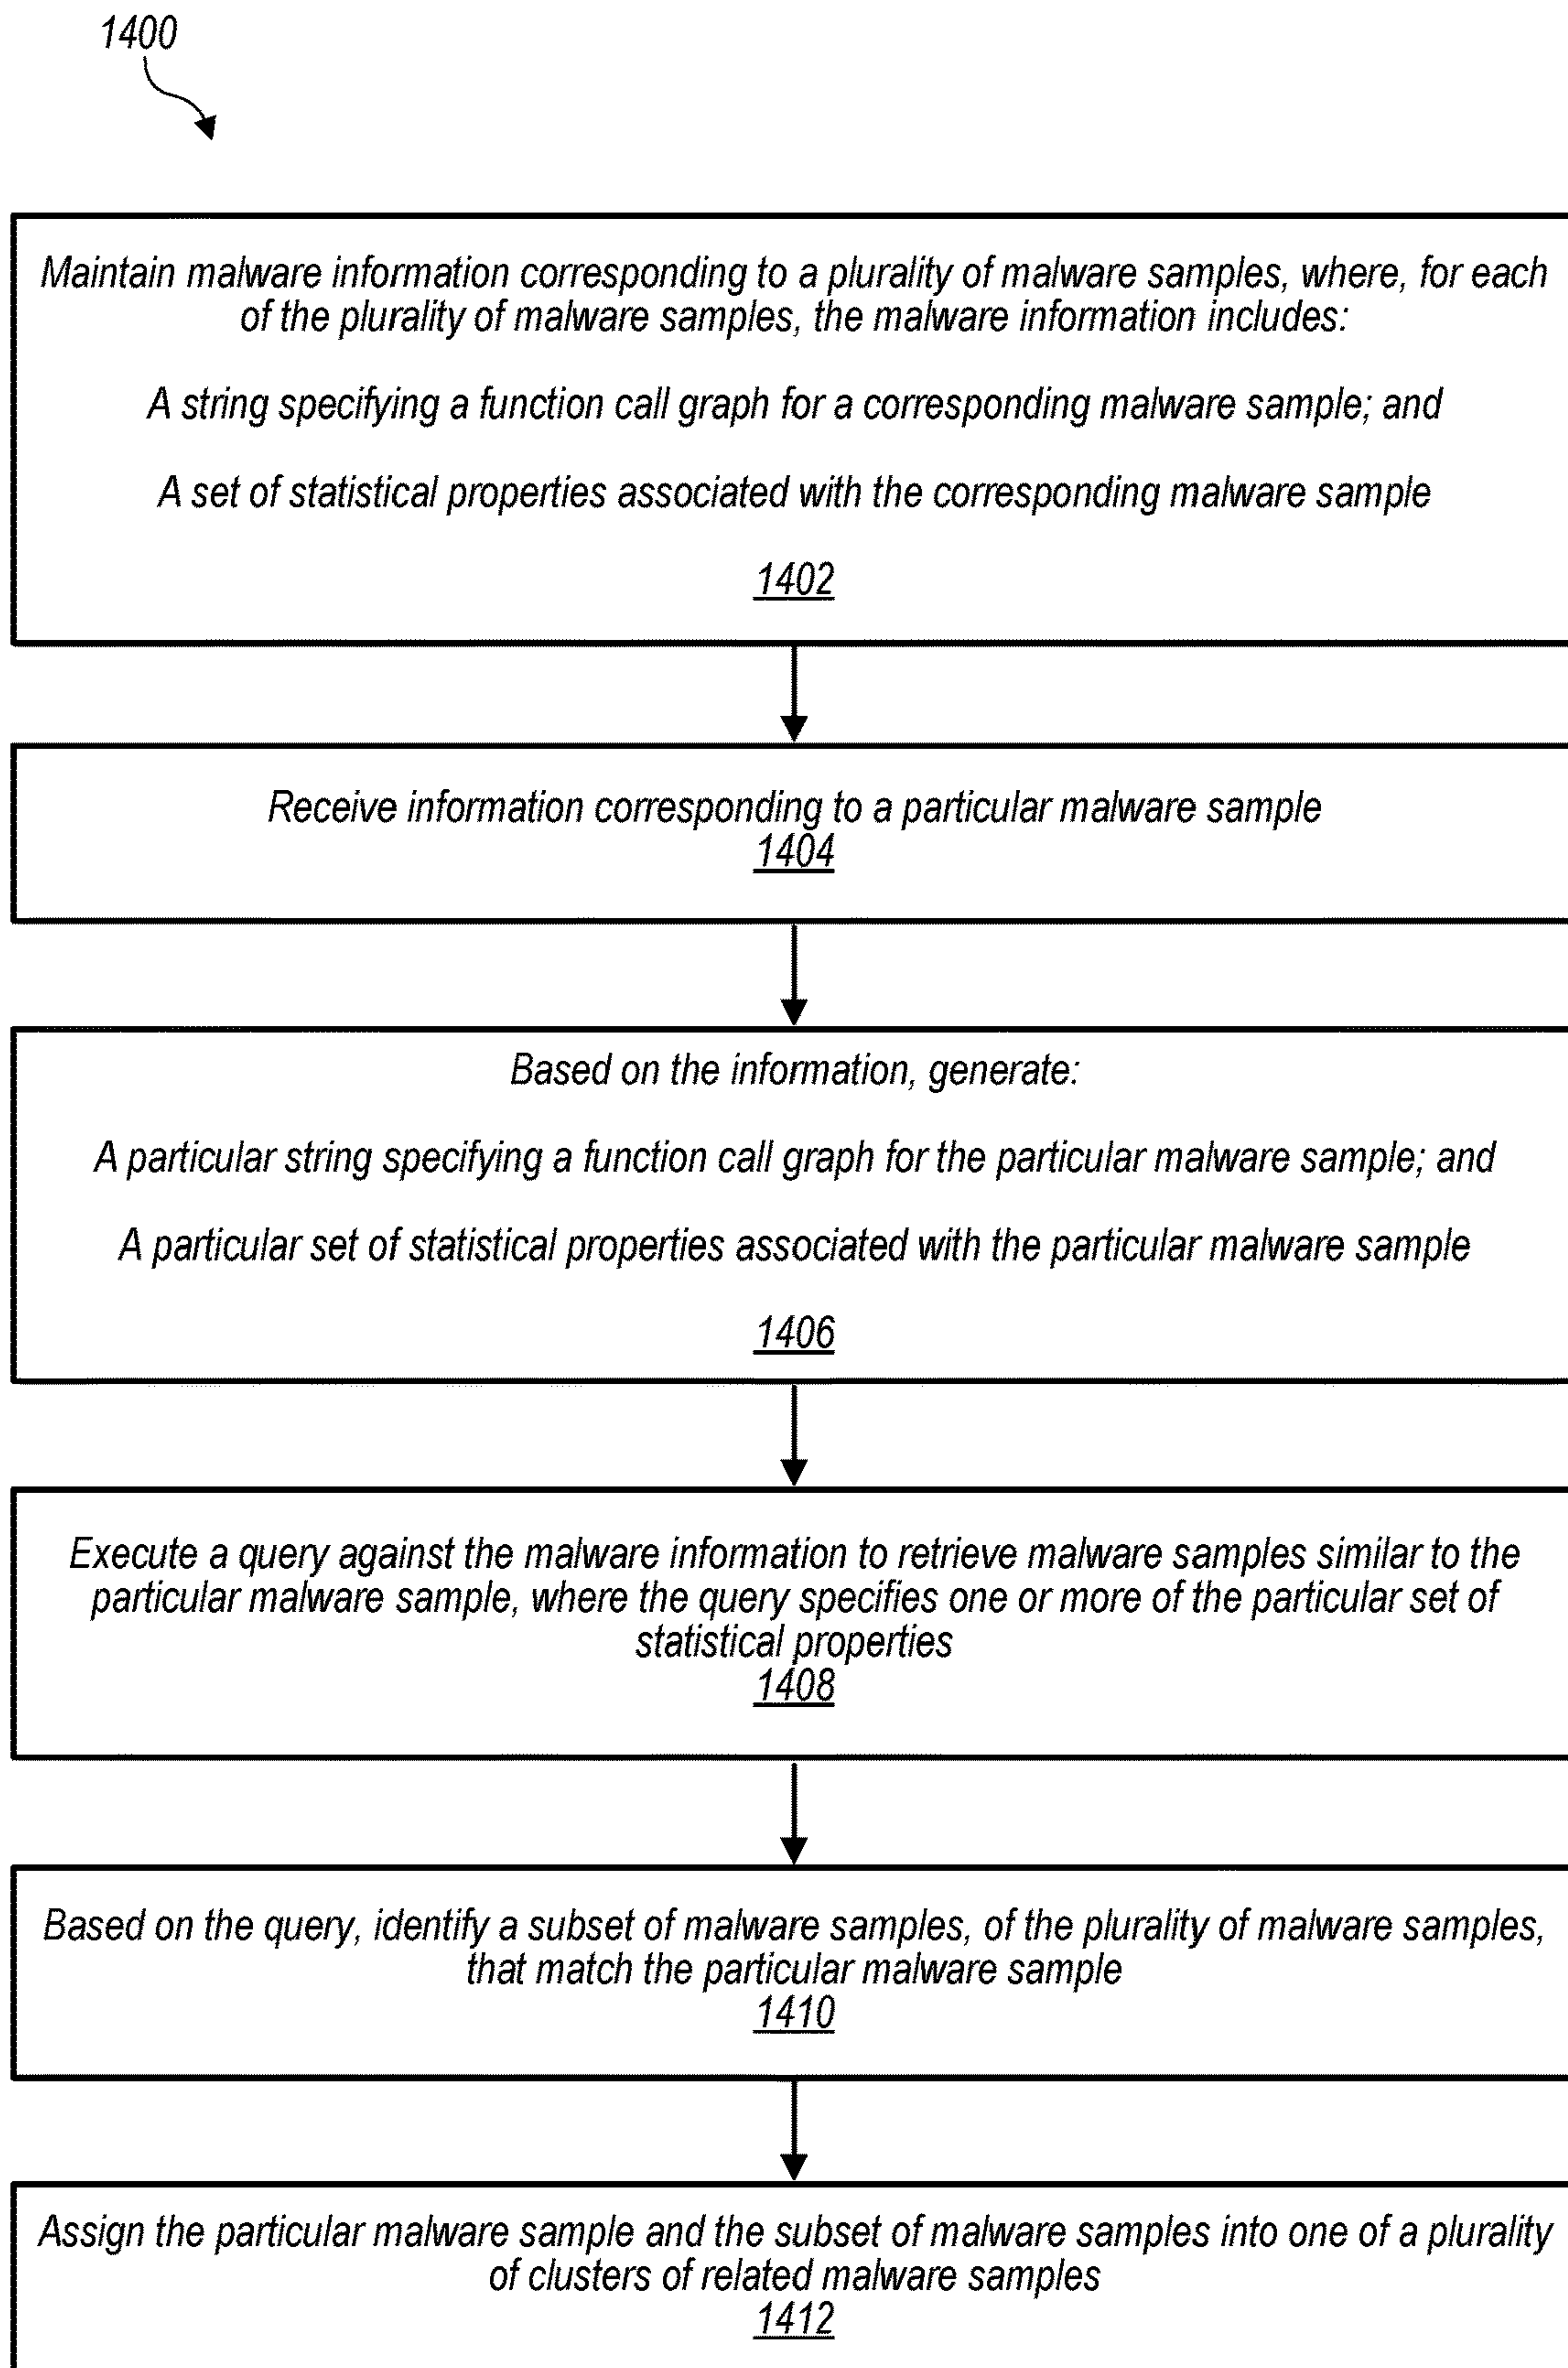 1400
Maintain malware information corresponding to a plurality of malware samples, where, for each
of the plurality of malware samples, the malware information includes:
A string specifying a function call graph for a corresponding malware sample; and
A set of statistical properties associated with the corresponding malware sample
1402
Receive information corresponding to a particular malware sample
1404
Based on the information, generate:
A particular string specifying a function call graph for the particular malware sample; and
A particular set of statistical properties associated with the particular malware sample
1406
Execute a query against the malware information to retrieve malware samples similar to the
particular malware sample, where the query specifies one or more of the particular set of
statistical properties
1408
Based on the query, identify a subset of malware samples, of the plurality of malware samples,
that match the particular malware sample
1410
Assign the particular malware sample and the subset of malware samples into one of a plurality
of clusters of related malware samples
1412